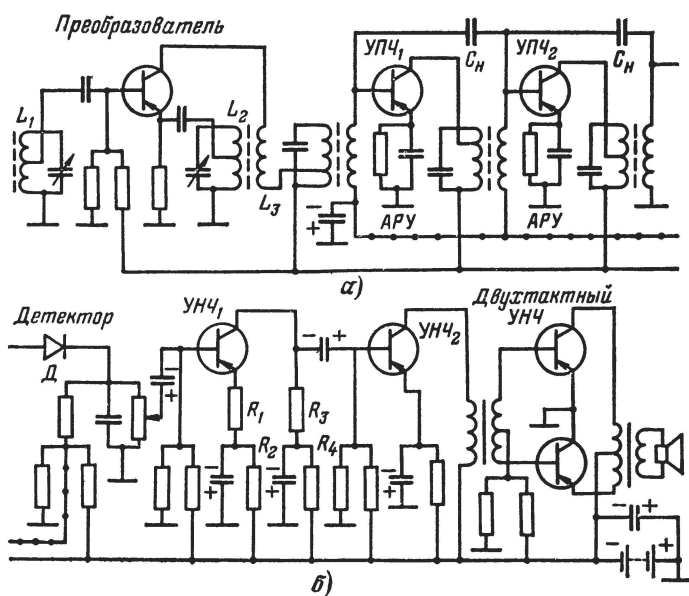 Преобразователь
УПЧ₁
УПЧ₂
Cн
Cн
L₁
L₂
L₃
АРУ
АРУ
− +
а)
Детектор
УНЧ₁
УНЧ₂
Двухтактный
УНЧ
Д
− +
− +
R₁
R₃
R₂
R₄
− +
− +
− +
− +
− +
б)